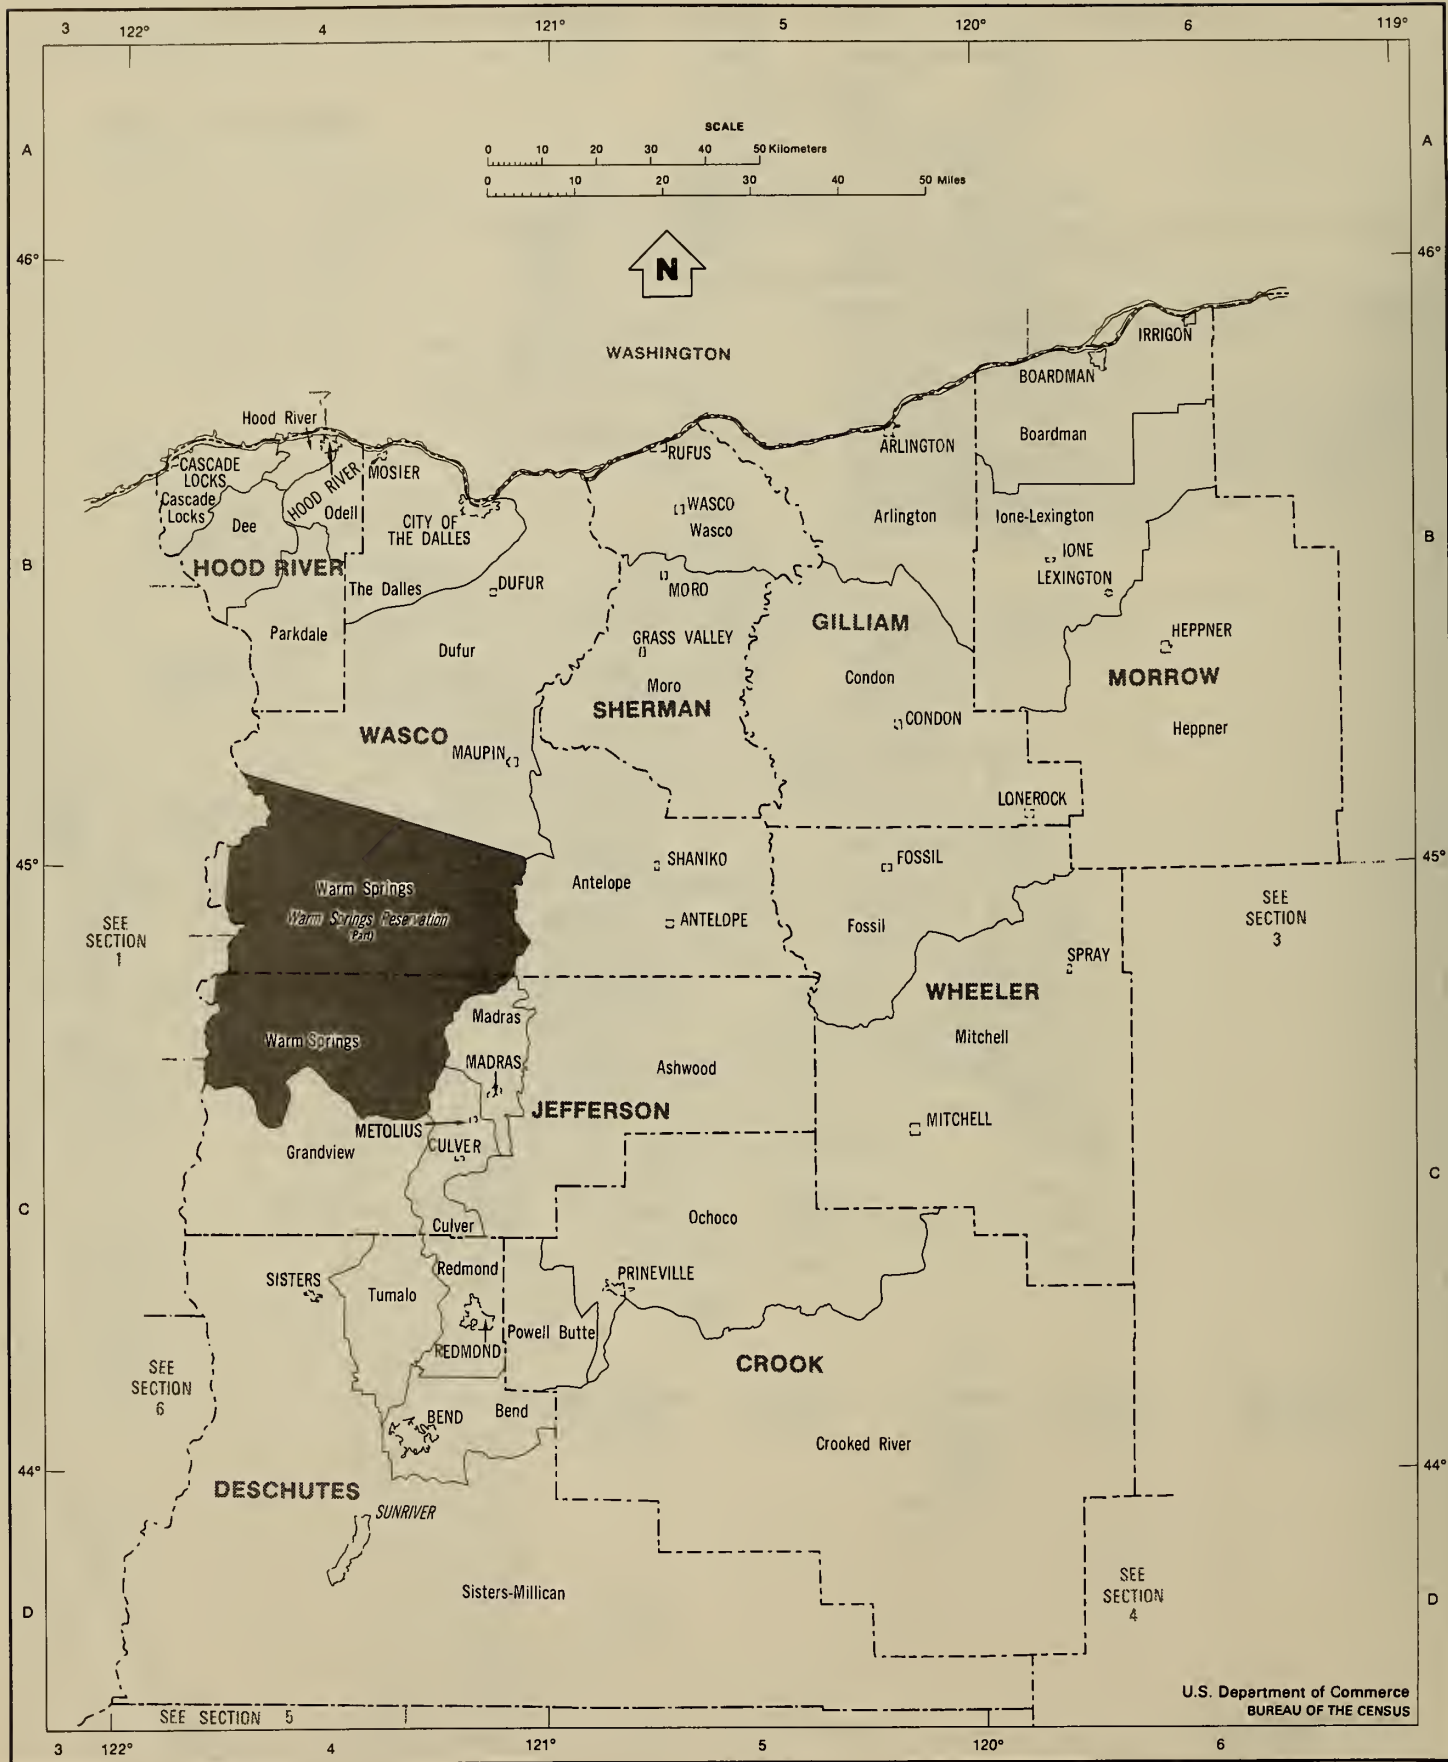 3 122° 4 121° 5 120° 6 119°
SCALE
A
A
0 10 20 30 40 50 Kilometers
0 10 20 30 40 50 Miles
46°
46°
N
WASHINGTON
IRRIGON
BOARDMAN
Hood River
Boardman
ARLINGTON
RUFUS
CASCADE
LOCKS
HOOD RIVER
MOSIER
Cascade
Locks
Dee
Odell
CITY OF
THE DALLES
WASCO
Wasco
Arlington
Ione-Lexington
B
B
IONE
LEXINGTON
HOOD RIVER
The Dalles
DUFUR
MORO
GILLIAM
Parkdale
Dufur
GRASS VALLEY
HEPPNER
Moro
Condon
MORROW
SHERMAN
CONDON
Heppner
WASCO
MAUPIN
LONEROCK
45°
45°
SHANIKO
FOSSIL
Antelope
Warm Springs
Warm Springs Reservation
(Part)
ANTELOPE
Fossil
SEE
SECTION
1
SEE
SECTION
3
SPRAY
WHEELER
Madras
Mitchell
Warm Springs
MADRAS
Ashwood
JEFFERSON
METOLIUS
MITCHELL
CULVER
Grandview
C
C
Culver
Ochoco
SISTERS
Tumalo
Redmond
PRINEVILLE
Powell Butte
REDMOND
CROOK
SEE
SECTION
6
BEND
Bend
Crooked River
44°
44°
DESCHUTES
SUNRIVER
Sisters-Millican
SEE
SECTION
4
D
D
U.S. Department of Commerce
BUREAU OF THE CENSUS
SEE SECTION 5
3 122° 4 121° 5 120° 6